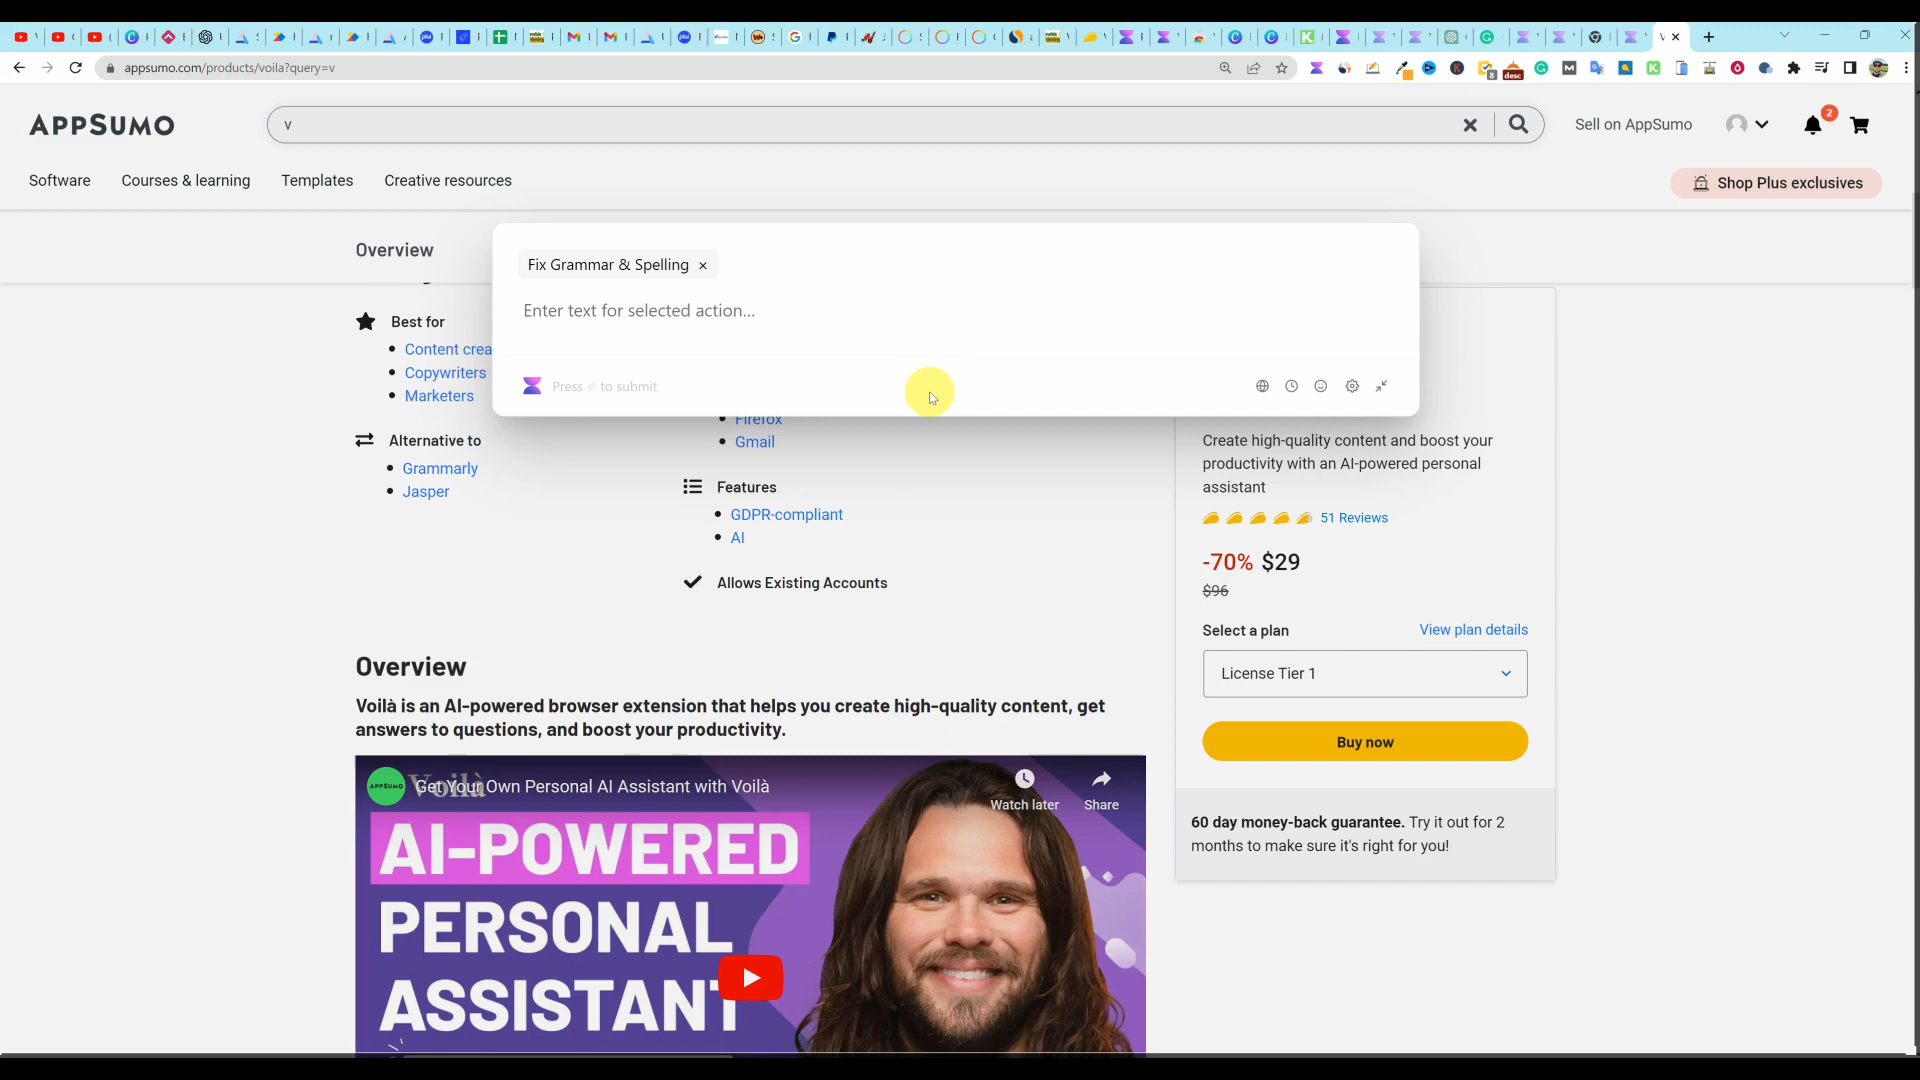 appsumo.com/products/voila?query=v
8
desc
APPSUMO
v
Sell on AppSumo
2
Software
Courses & learning
Templates
Creative resources
Shop Plus exclusives
Overview
Fix Grammar & Spelling ×
Enter text for selected action...
Press ⏎ to submit
Best for
Content crea
Copywriters
Marketers
Alternative to
Grammarly
Jasper
Firefox
Gmail
Features
GDPR-compliant
AI
Allows Existing Accounts
Create high-quality content and boost your
productivity with an AI-powered personal
assistant
51 Reviews
-70% $29
$96
Select a plan
View plan details
License Tier 1
Buy now
60 day money-back guarantee. Try it out for 2
months to make sure it's right for you!
Overview
Voilà is an AI-powered browser extension that helps you create high-quality content, get
answers to questions, and boost your productivity.
APPSUMO
Voilà
Get Your Own Personal AI Assistant with Voilà
Watch later
Share
AI-POWERED
PERSONAL
ASSISTANT